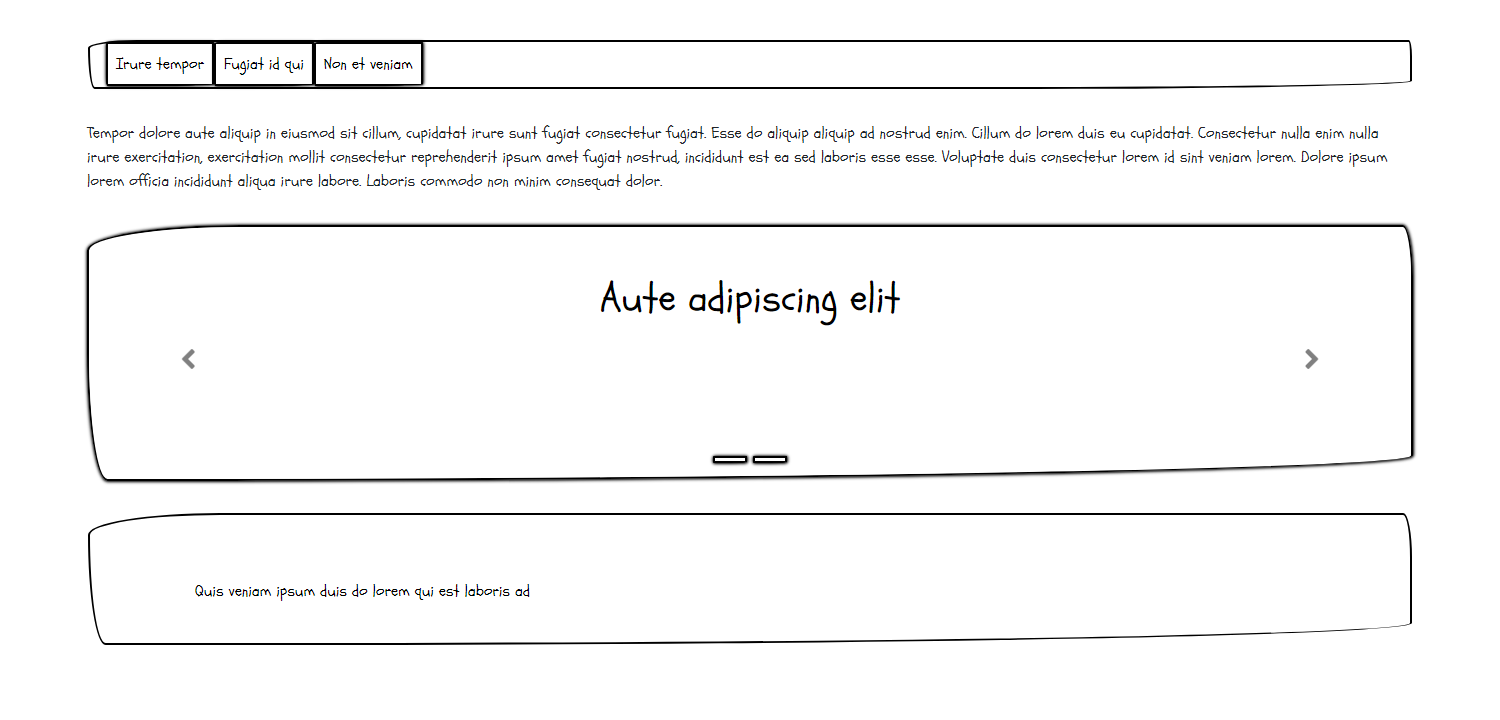 Irure tempor Fugiat id qui Non et veniam
Tempor dolore aute aliquip in eiusmod sit cillum, cupidatat irure sunt fugiat consectetur fugiat. Esse do aliquip aliquip ad nostrud enim. Cillum do lorem duis eu cupidatat. Consectetur nulla enim nulla
irure exercitation, exercitation mollit consectetur reprehenderit ipsum amet fugiat nostrud, incididunt est ea sed laboris esse esse. Voluptate duis consectetur lorem id sint veniam lorem. Dolore ipsum
lorem officia incididunt aliqua irure labore. Laboris commodo non minim consequat dolor.
Aute adipiscing elit
Quis veniam ipsum duis do lorem qui est laboris ad